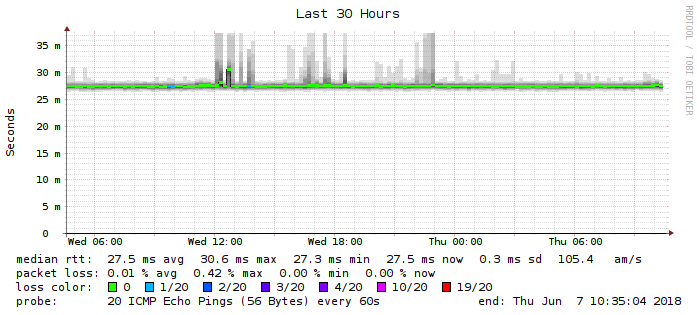 Last 30 Hours
RRDTOOL / TOBI OETIKER
Seconds
35 m
30 m
25 m
20 m
15 m
10 m
5 m
0
Wed 06:00 Wed 12:00 Wed 18:00 Thu 00:00 Thu 06:00
median rtt: 27.5 ms avg 30.6 ms max 27.3 ms min 27.5 ms now 0.3 ms sd 105.4 am/s
packet loss: 0.01 % avg 0.42 % max 0.00 % min 0.00 % now
loss color: 0 1/20 2/20 3/20 4/20 10/20 19/20
probe: 20 ICMP Echo Pings (56 Bytes) every 60s end: Thu Jun 7 10:35:04 2018